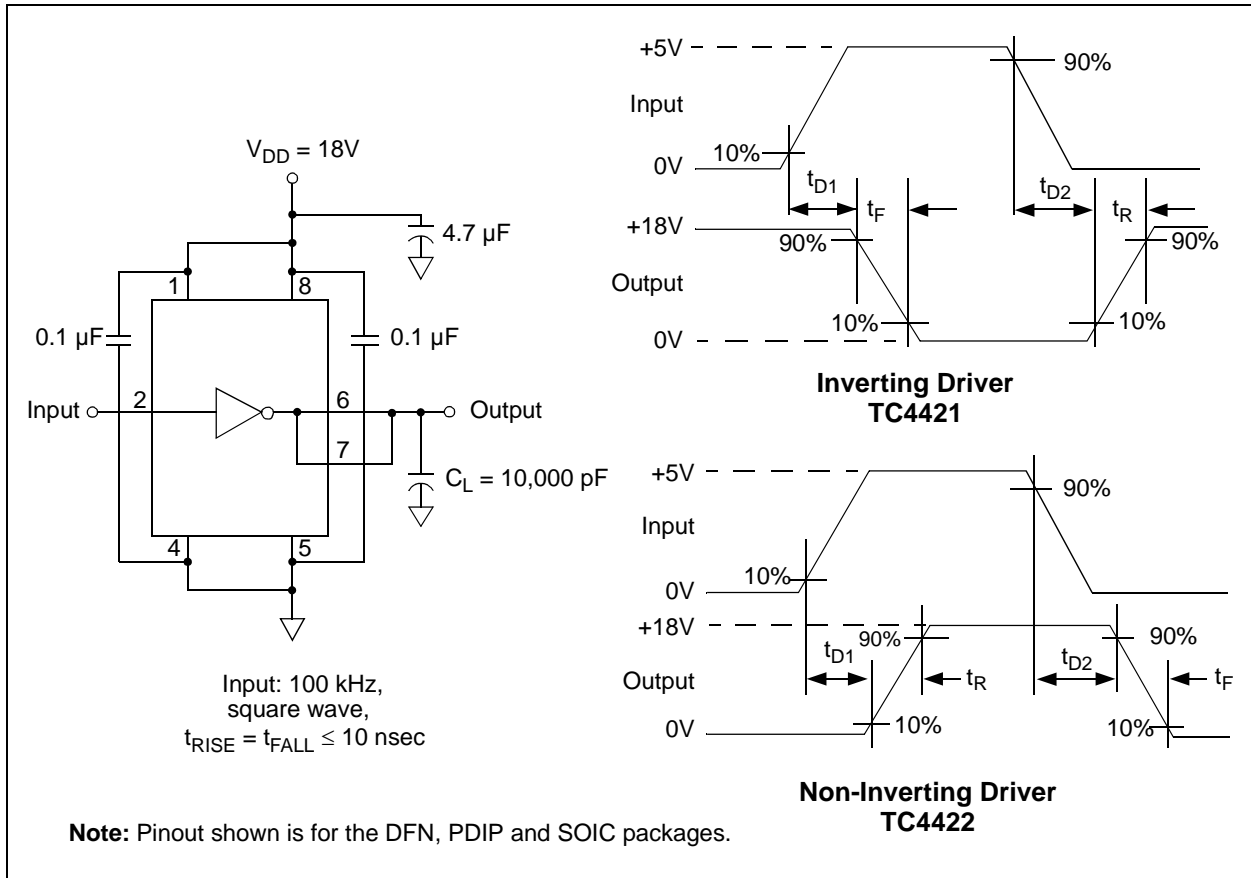 V_DD = 18V
4.7 µF
1
8
0.1 µF
0.1 µF
Input
2
6
Output
7
C_L = 10,000 pF
4
5
Input: 100 kHz,
square wave,
t_RISE = t_FALL ≤ 10 nsec
+5V
90%
Input
10%
0V
t_D1
t_F
t_D2
t_R
+18V
90%
90%
Output
10%
10%
0V
Inverting Driver
TC4421
+5V
90%
Input
10%
0V
+18V
90%
90%
t_D1
t_D2
Output
t_R
t_F
10%
10%
0V
Non-Inverting Driver
TC4422
Note: Pinout shown is for the DFN, PDIP and SOIC packages.